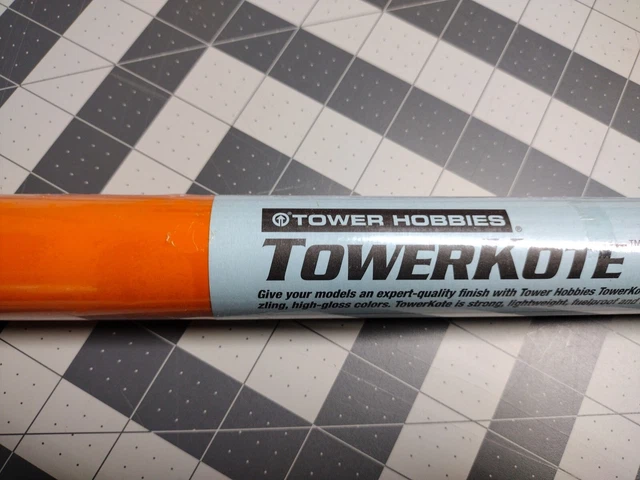 TOWER HOBBIES®
TOWERKOTE™
Give your models an expert-quality finish with Tower Hobbies TowerKo
zling, high-gloss colors. TowerKote is strong, lightweight, fuelproof and